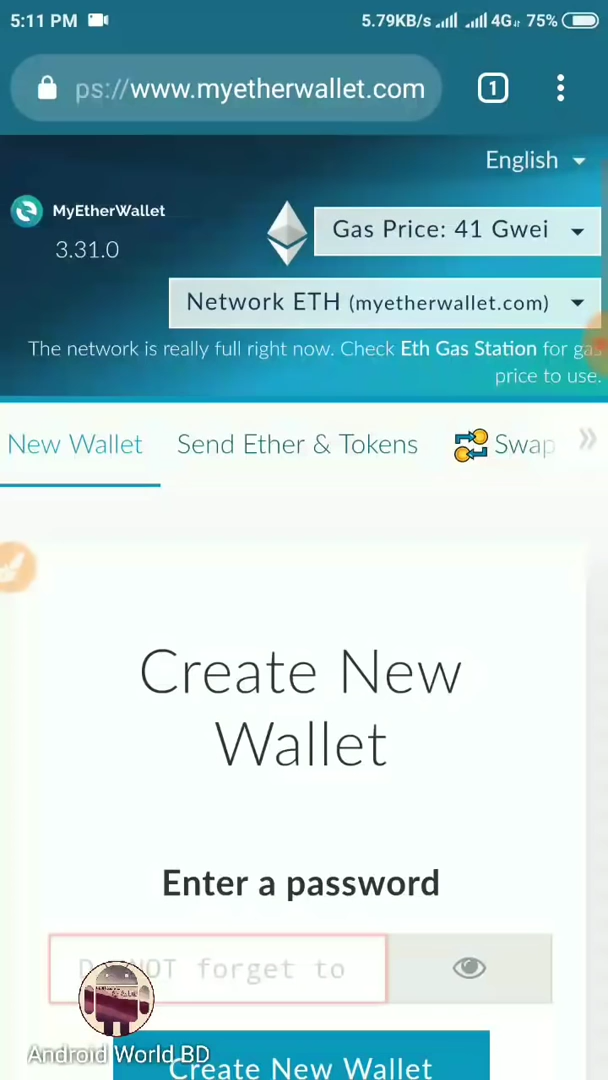 5:11 PM 5.79KB/s 4G 75%
ps://www.myetherwallet.com 1
English
MyEtherWallet
3.31.0
Gas Price: 41 Gwei
Network ETH (myetherwallet.com)
The network is really full right now. Check Eth Gas Station for gas
price to use.
New Wallet Send Ether & Tokens Swap »
Create New
Wallet
Enter a password
NOT forget to
Android World BD
Create New Wallet